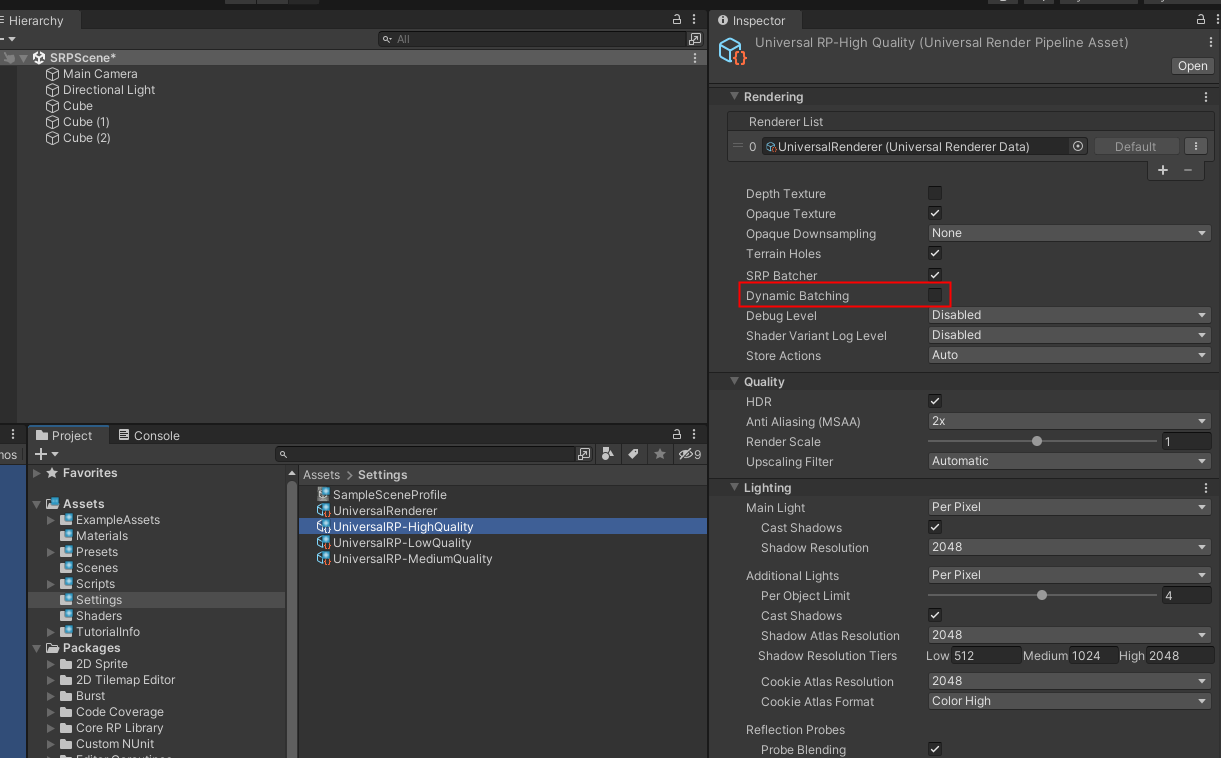 Hierarchy
All
SRPScene*
Main Camera
Directional Light
Cube
Cube (1)
Cube (2)
Project
Console
9
Favorites
Assets
ExampleAssets
Materials
Presets
Scenes
Scripts
Settings
Shaders
TutorialInfo
Packages
2D Sprite
2D Tilemap Editor
Burst
Code Coverage
Core RP Library
Custom NUnit
Editor Coroutines
Assets > Settings
SampleSceneProfile
UniversalRenderer
UniversalRP-HighQuality
UniversalRP-LowQuality
UniversalRP-MediumQuality
Inspector
Universal RP-High Quality (Universal Render Pipeline Asset)
Open
Rendering
Renderer List
0 UniversalRenderer (Universal Renderer Data) Default
+ −
Depth Texture
Opaque Texture
Opaque Downsampling None
Terrain Holes
SRP Batcher
Dynamic Batching
Debug Level Disabled
Shader Variant Log Level Disabled
Store Actions Auto
Quality
HDR
Anti Aliasing (MSAA) 2x
Render Scale 1
Upscaling Filter Automatic
Lighting
Main Light Per Pixel
Cast Shadows
Shadow Resolution 2048
Additional Lights Per Pixel
Per Object Limit 4
Cast Shadows
Shadow Atlas Resolution 2048
Shadow Resolution Tiers Low 512 Medium 1024 High 2048
Cookie Atlas Resolution 2048
Cookie Atlas Format Color High
Reflection Probes
Probe Blending